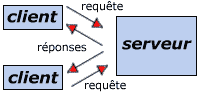 requête
client
réponses
serveur
client
requête